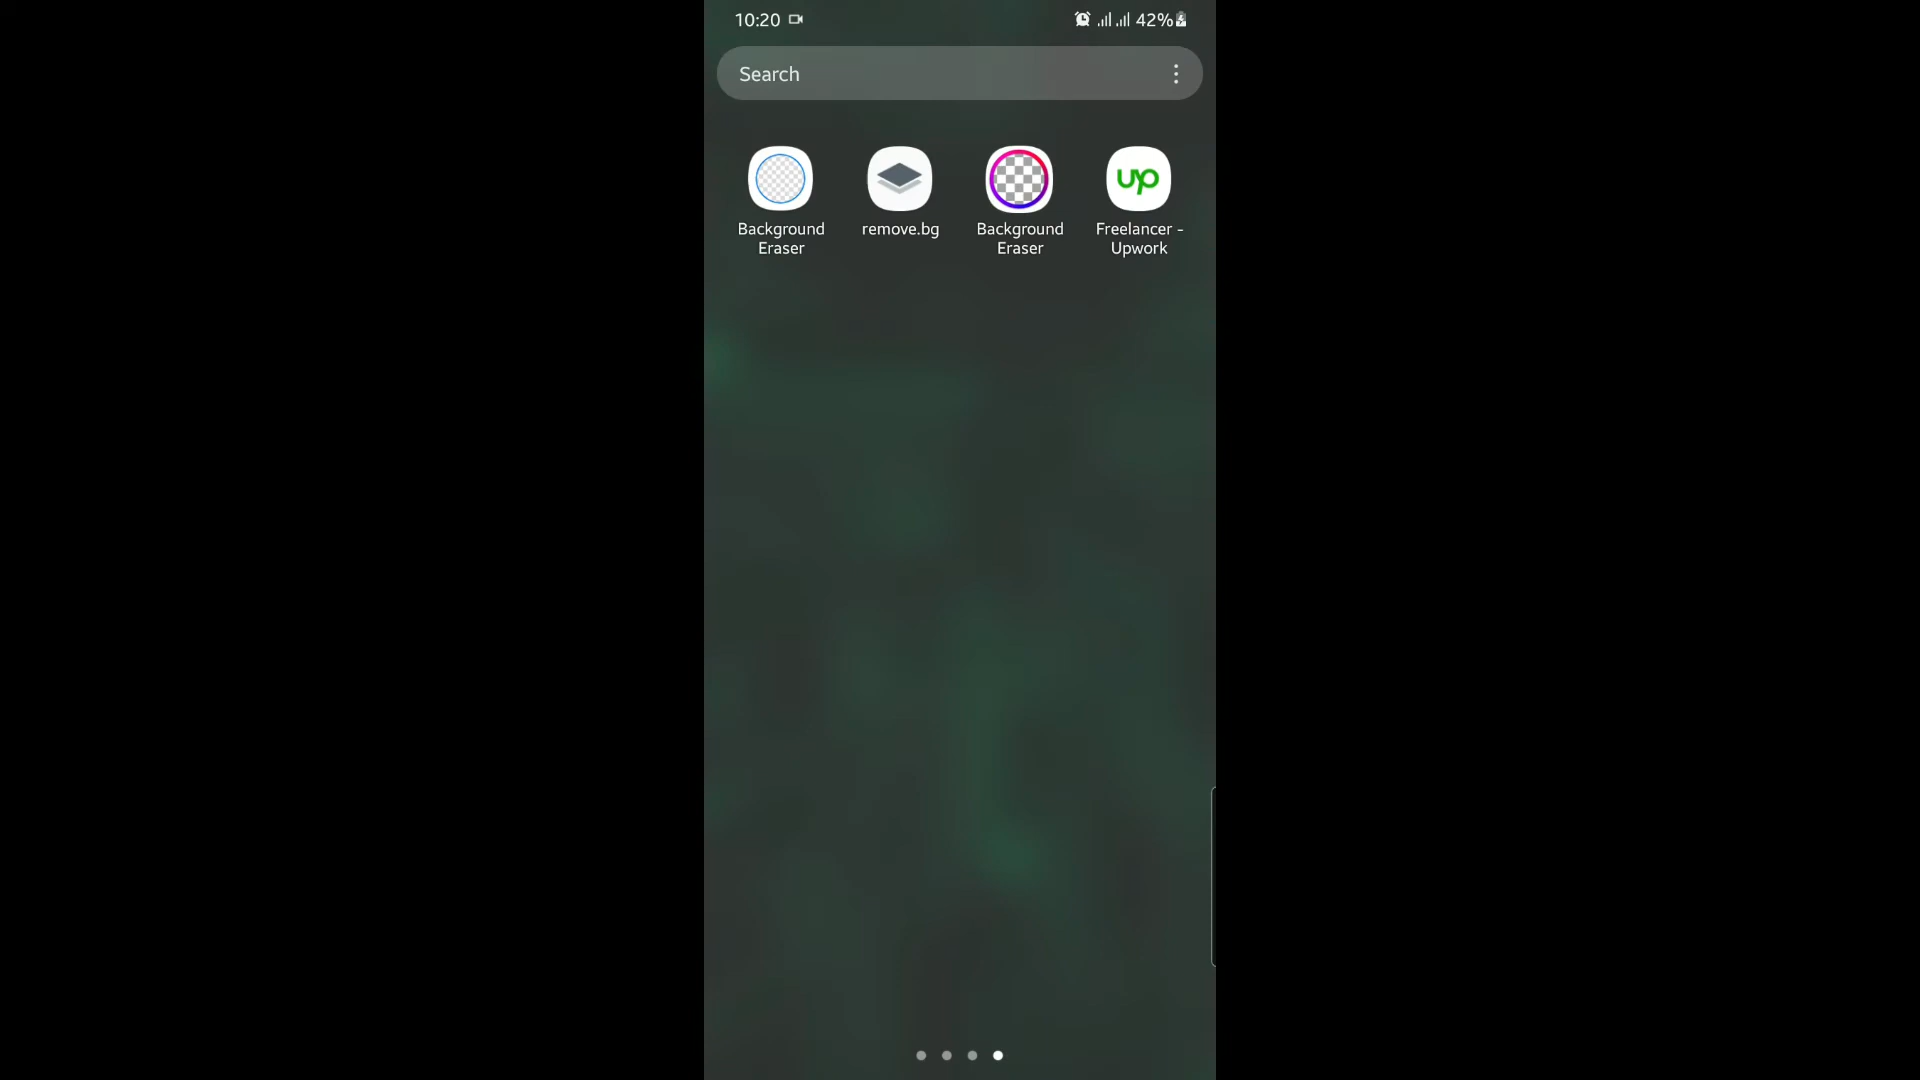 10:20 42%
Search
up
Background Eraser
remove.bg
Background Eraser
Freelancer - Upwork